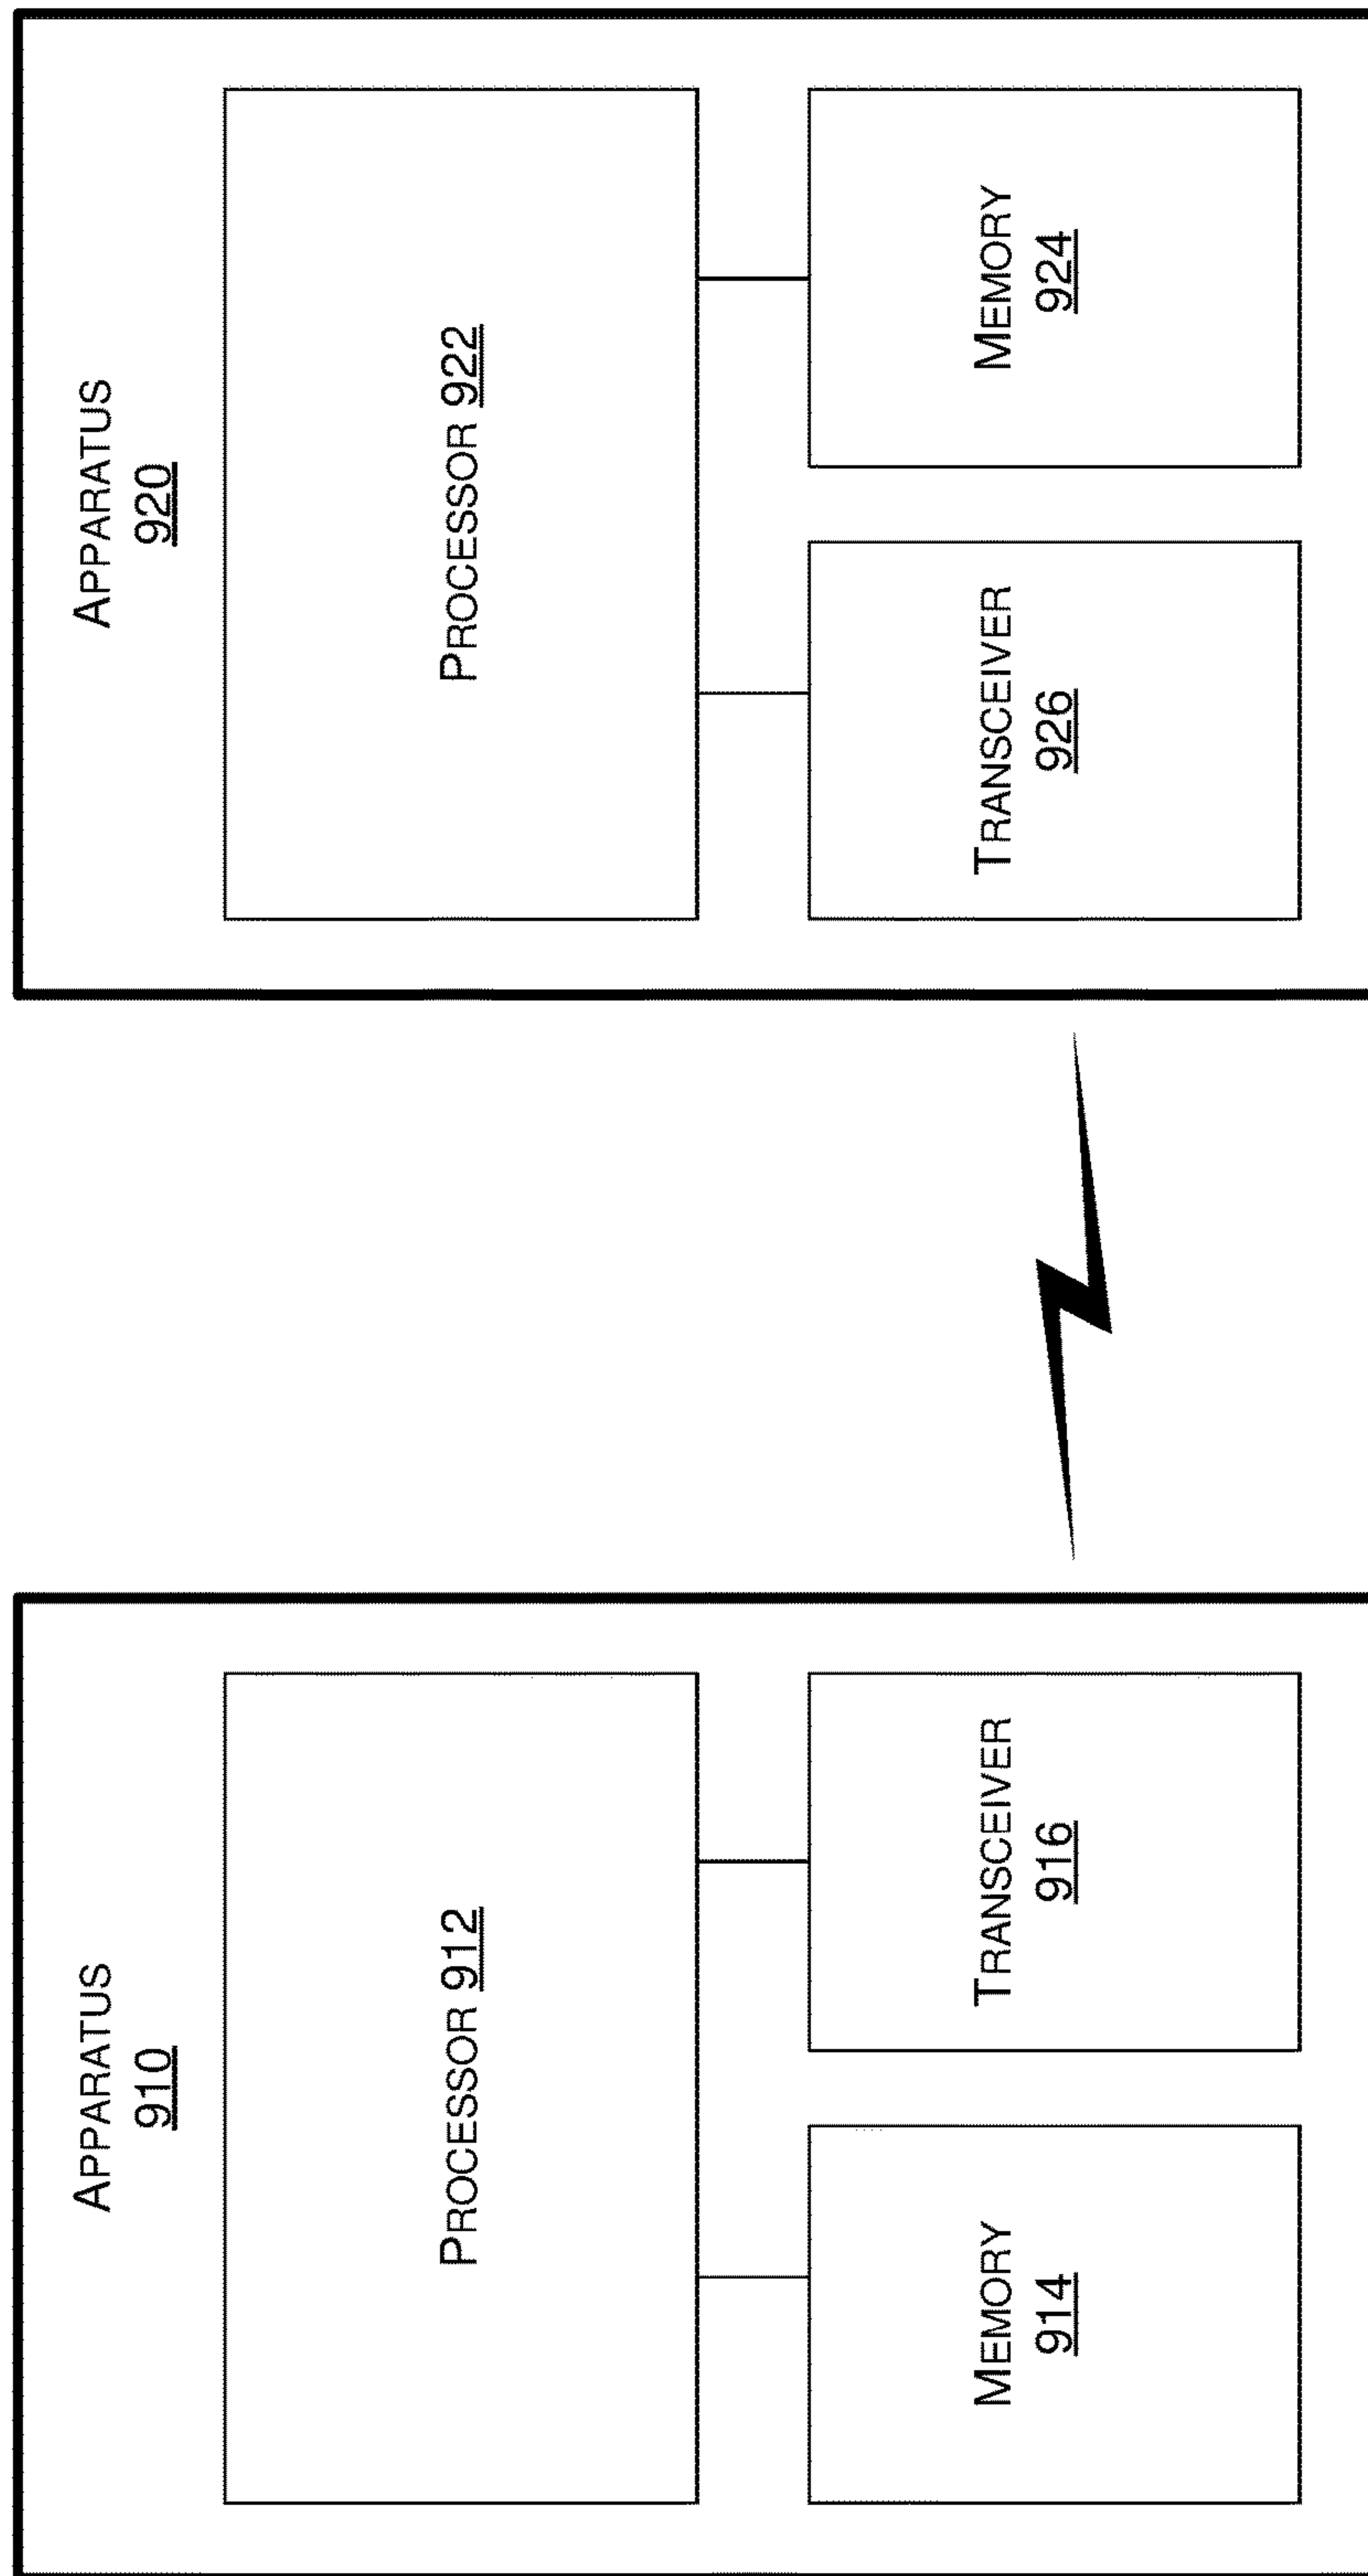 APPARATUS
910
PROCESSOR 912
MEMORY
914
TRANSCEIVER
916
APPARATUS
920
PROCESSOR 922
TRANSCEIVER
926
MEMORY
924